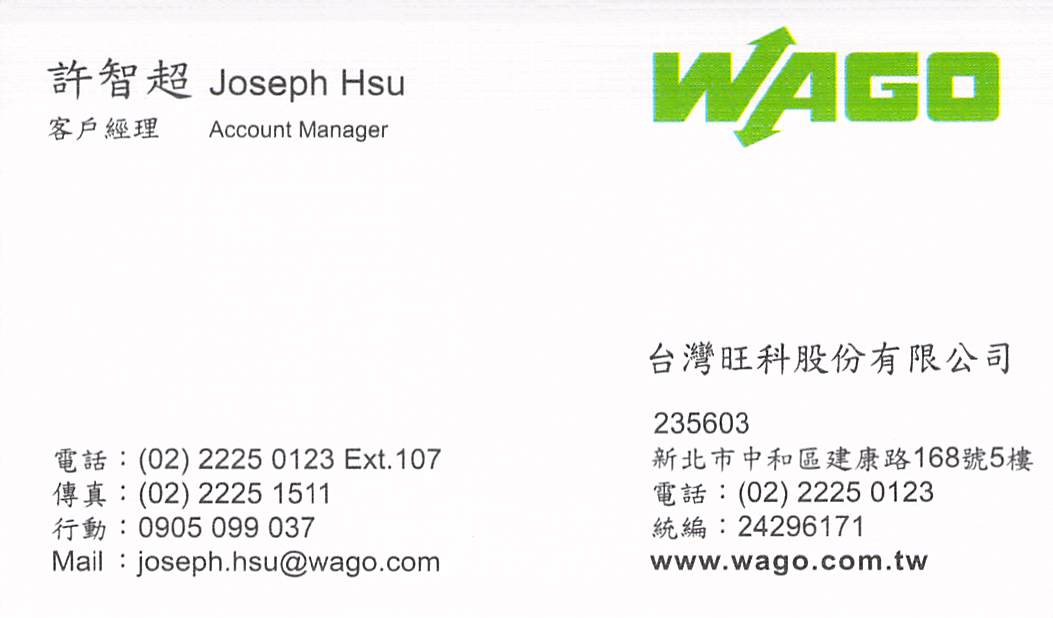 許智超 Joseph Hsu
客戶經理 Account Manager
WAGO
電話：(02) 2225 0123 Ext.107
傳真：(02) 2225 1511
行動：0905 099 037
Mail：joseph.hsu@wago.com
台灣旺科股份有限公司
235603
新北市中和區建康路168號5樓
電話：(02) 2225 0123
統編：24296171
www.wago.com.tw